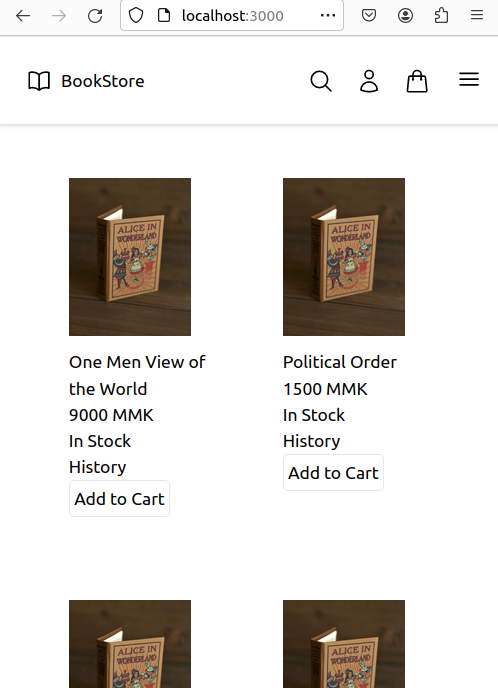 localhost:3000
BookStore
ALICE IN
WONDERLAND
ALICE IN
WONDERLAND
One Men View of
the World
9000 MMK
In Stock
History
Add to Cart
Political Order
1500 MMK
In Stock
History
Add to Cart
ALICE IN
WONDERLAND
ALICE IN
WONDERLAND